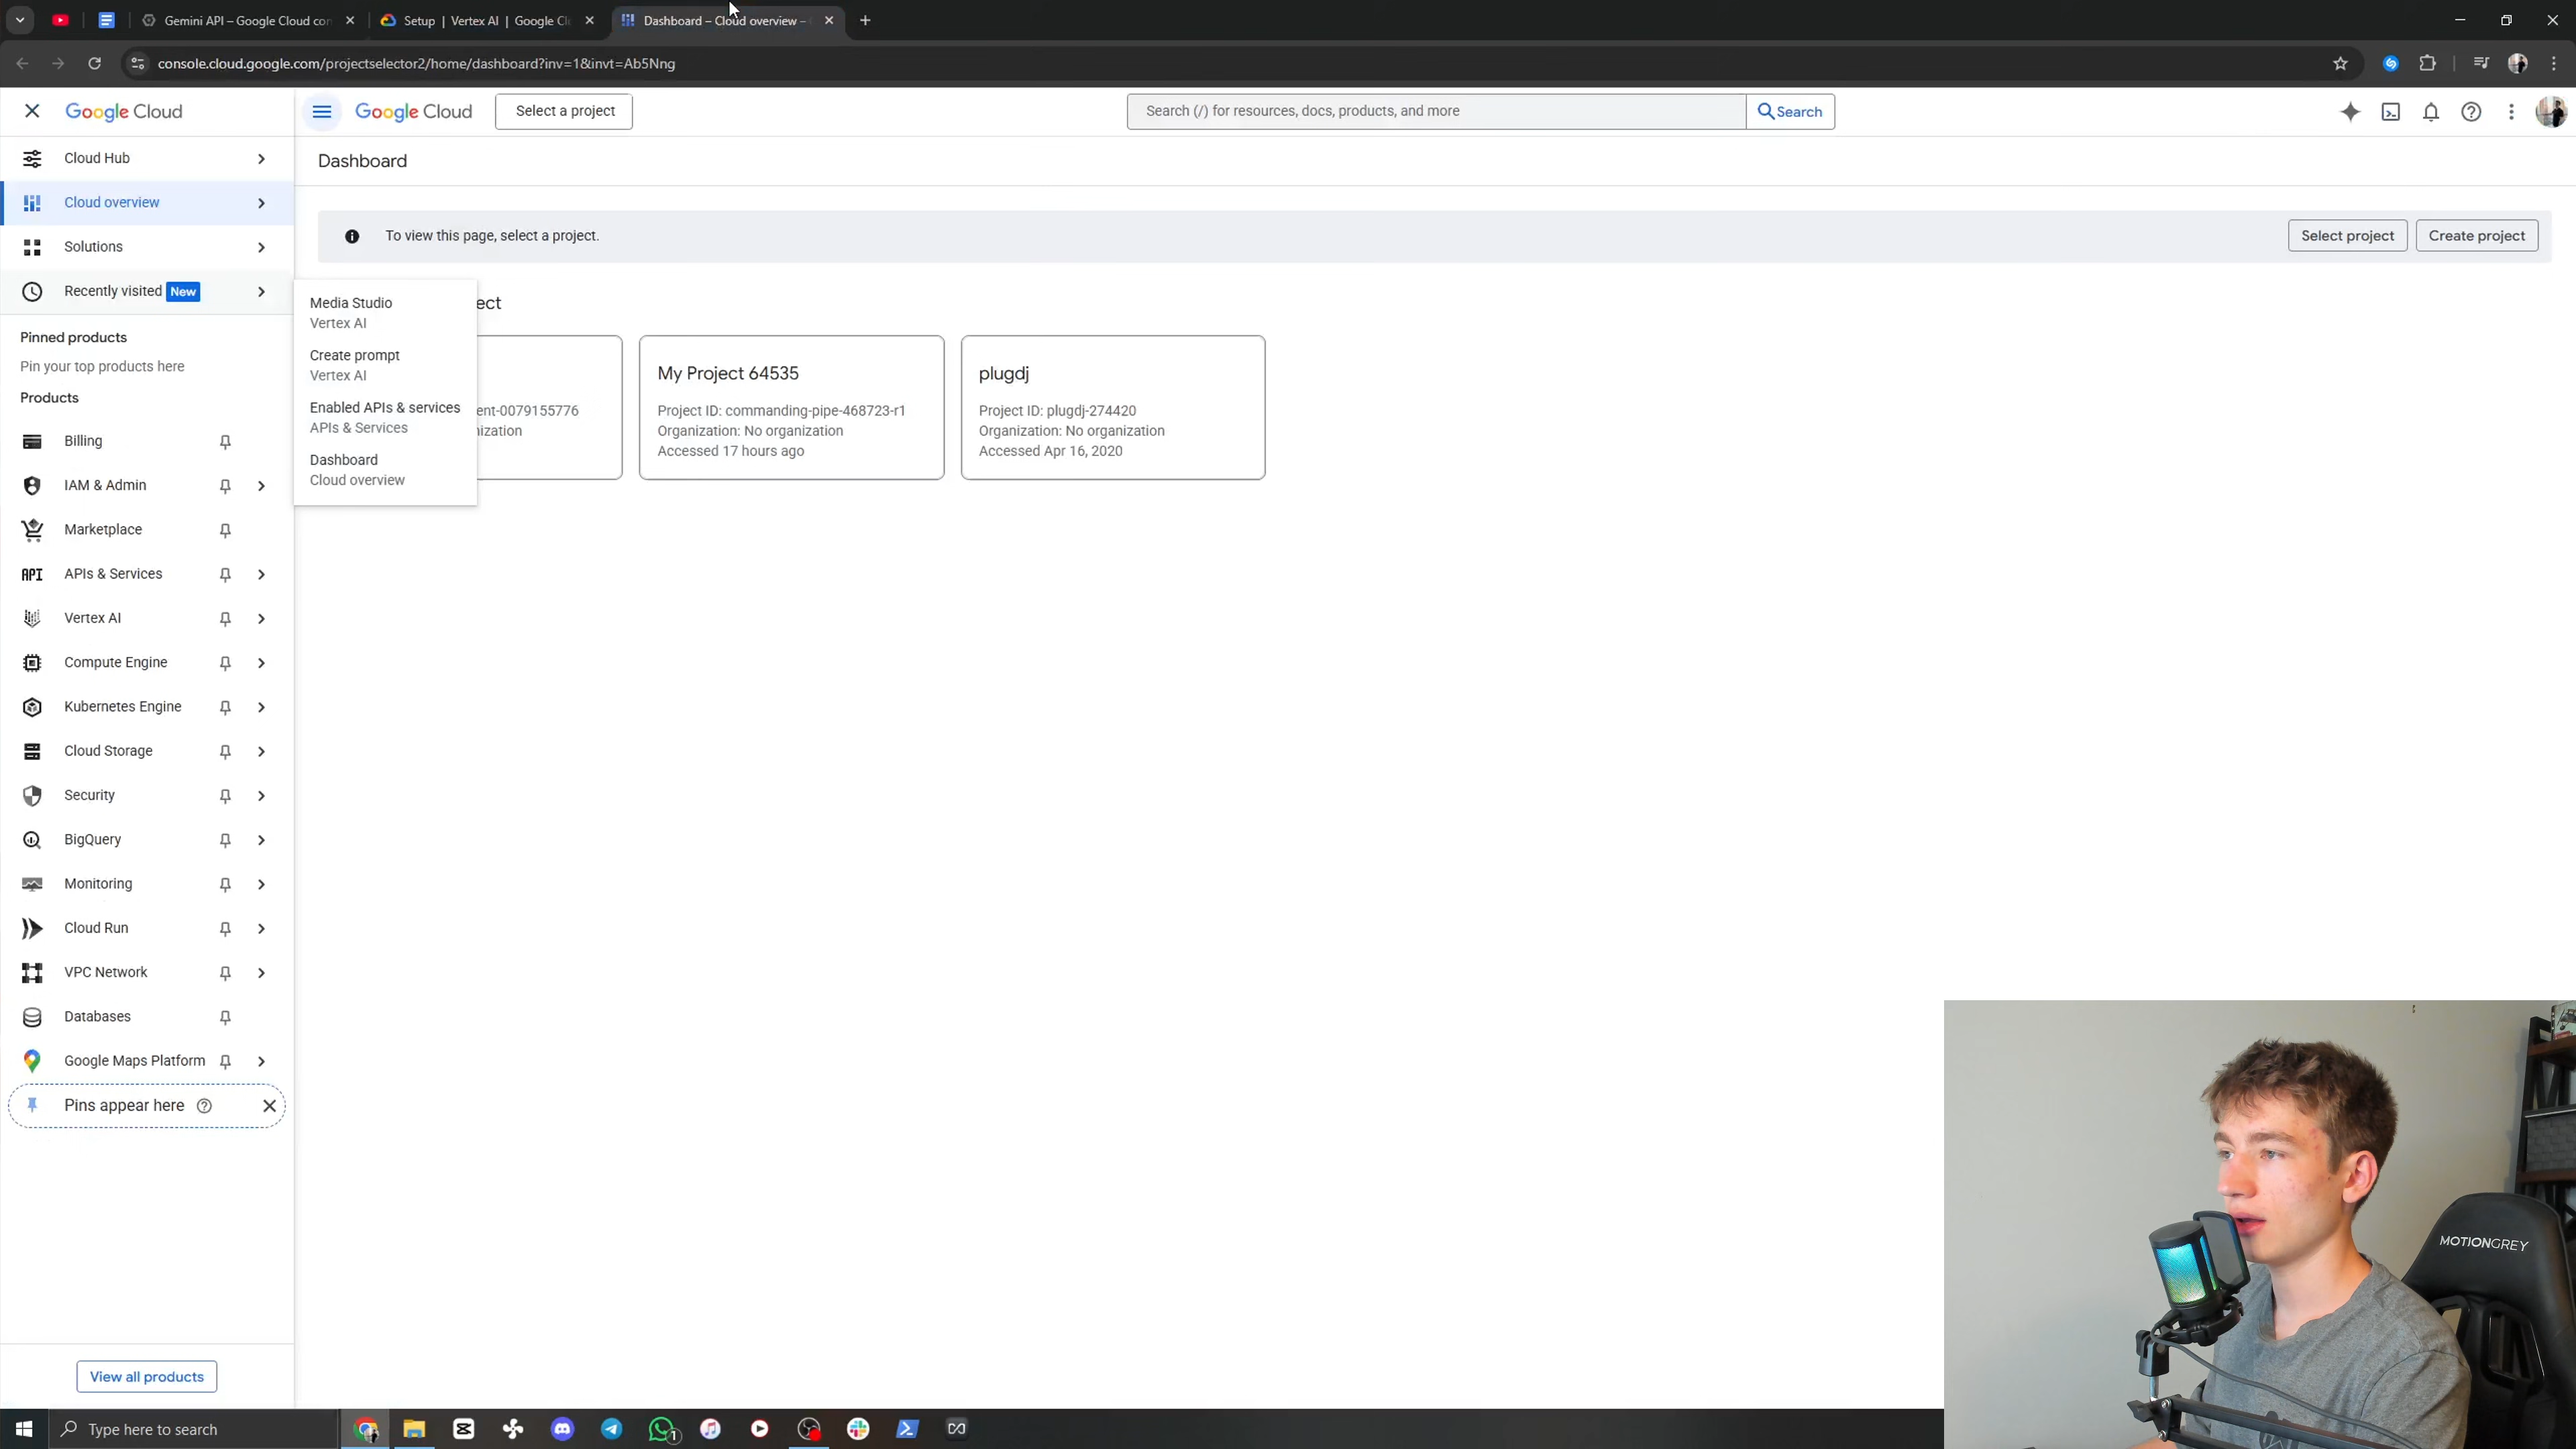 Gemini API – Google Cloud con
Setup | Vertex AI | Google Cl
Dashboard – Cloud overview –
console.cloud.google.com/projectselector2/home/dashboard?inv=1&invt=Ab5Nng
Google Cloud
Google Cloud
Select a project
Search (/) for resources, docs, products, and more
Search
Cloud Hub
Dashboard
Cloud overview
To view this page, select a project.
Select project
Create project
Solutions
Recently visited New
Media Studio
Vertex AI
Create prompt
Vertex AI
Enabled APIs & services
APIs & Services
Dashboard
Cloud overview
ect
ent-0079155776
ization
My Project 64535
Project ID: commanding-pipe-468723-r1
Organization: No organization
Accessed 17 hours ago
plugdj
Project ID: plugdj-274420
Organization: No organization
Accessed Apr 16, 2020
Pinned products
Pin your top products here
Products
Billing
IAM & Admin
Marketplace
API APIs & Services
Vertex AI
Compute Engine
Kubernetes Engine
Cloud Storage
Security
BigQuery
Monitoring
Cloud Run
VPC Network
Databases
Google Maps Platform
Pins appear here
View all products
MOTIONGREY
Type here to search
1